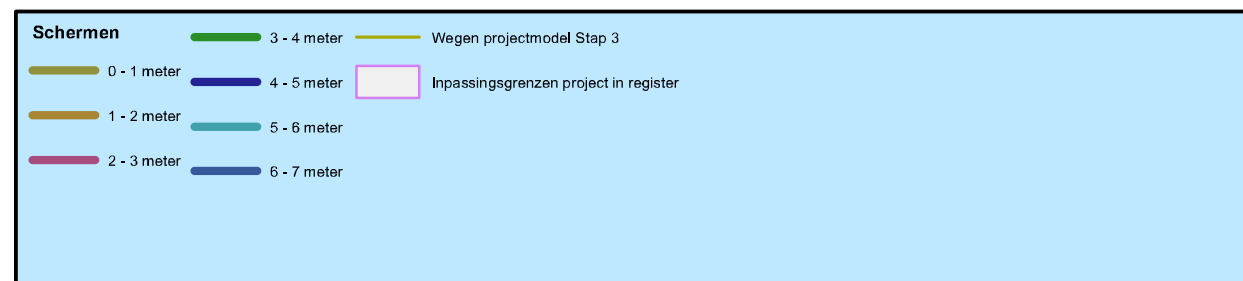 Schermen
0 - 1 meter
1 - 2 meter
2 - 3 meter
3 - 4 meter
4 - 5 meter
5 - 6 meter
6 - 7 meter
Wegen projectmodel Stap 3
Inpassingsgrenzen project in register